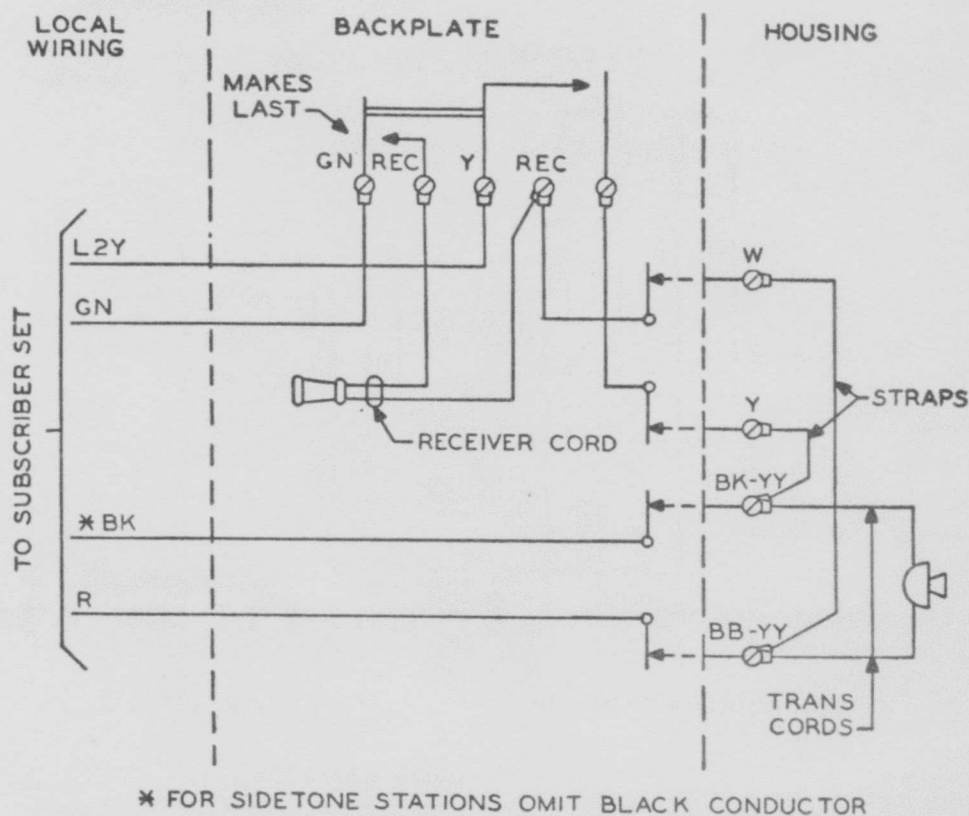 LOCAL
WIRING
BACKPLATE
HOUSING
MAKES
LAST
GN REC Y REC
L2Y
GN
W
TO SUBSCRIBER SET
STRAPS
Y
RECEIVER CORD
BK-YY
* BK
R
BB-YY
TRANS
CORDS
* FOR SIDETONE STATIONS OMIT BLACK CONDUCTOR